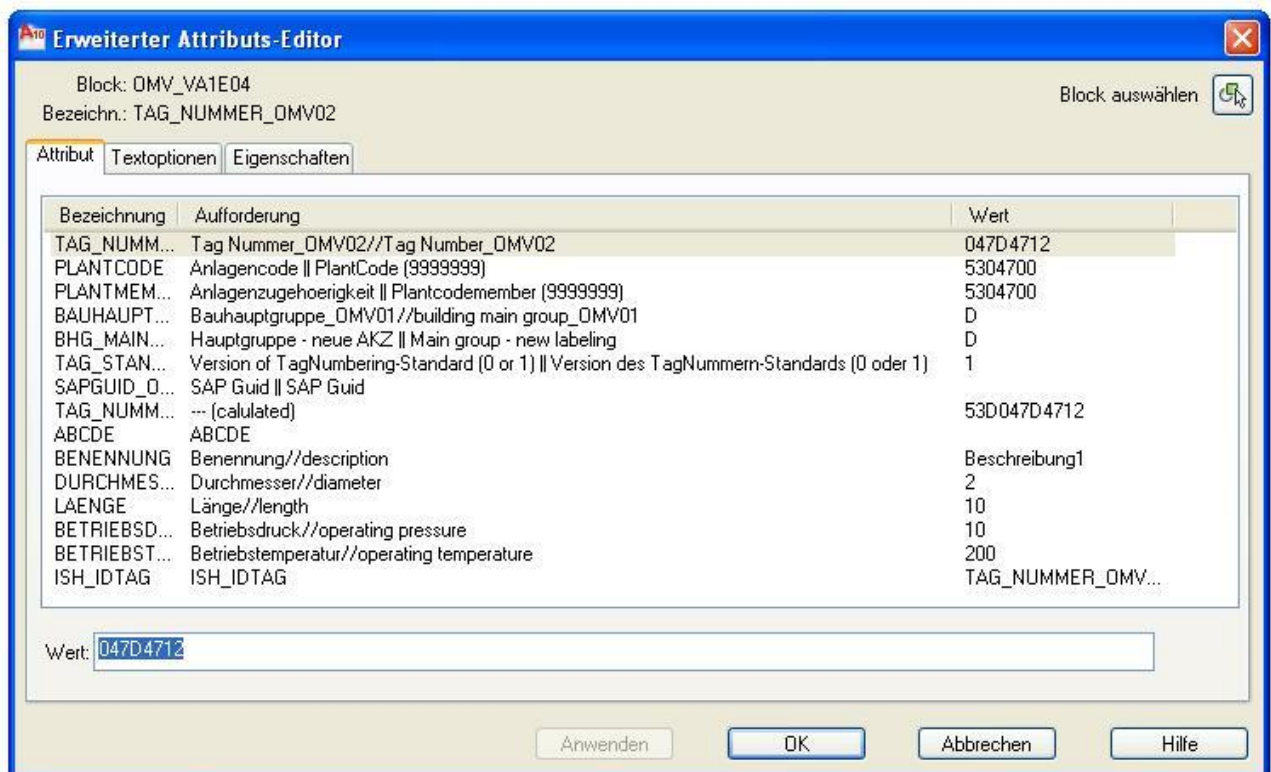 A10 Erweiterter Attributs-Editor
Block: OMV_VA1E04
Bezeichn.: TAG_NUMMER_OMV02
Block auswählen
Attribut Textoptionen Eigenschaften
Bezeichnung Aufforderung Wert
TAG_NUMM... Tag Nummer_OMV02//Tag Number_OMV02 047D4712
PLANTCODE Anlagencode || PlantCode (9999999) 5304700
PLANTMEM... Anlagenzugehoerigkeit || Plantcodemember (9999999) 5304700
BAUHAUPT... Bauhauptgruppe_OMV01//building main group_OMV01 D
BHG_MAIN... Hauptgruppe - neue AKZ || Main group - new labeling D
TAG_STAN... Version of TagNumbering-Standard (0 or 1) || Version des TagNummern-Standards (0 oder 1) 1
SAPGUID_O... SAP Guid || SAP Guid
TAG_NUMM... --- (calulated) 53D047D4712
ABCDE ABCDE
BENENNUNG Benennung//description Beschreibung1
DURCHMES... Durchmesser//diameter 2
LAENGE Länge//length 10
BETRIEBSD... Betriebsdruck//operating pressure 10
BETRIEBST... Betriebstemperatur//operating temperature 200
ISH_IDTAG ISH_IDTAG TAG_NUMMER_OMV...
Wert: 047D4712
Anwenden OK Abbrechen Hilfe